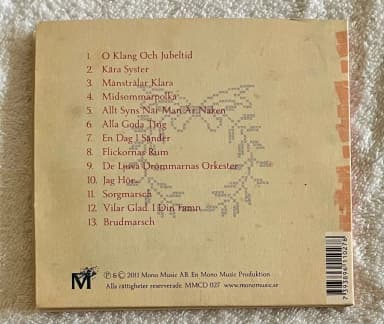 1. O Klang Och Jubeltid
2. Kära Syster
3. Månstrålar Klara
4. Midsommarpolka
5. Allt Syns När Man Är Naken
6. Alla Goda Ting
7. En Dag I Sänder
8. Flickornas Rum
9. De Ljuva Drömmarnas Orkester
10. Jag Hör...
11. Sorgmarsch
12. Vilar Glad. I Din Famn
13. Brudmarsch
M
℗ & © 2011 Mono Music AB. En Mono Music Produktion
Alla rättigheter reserverade. MMCD 027 www.monomusic.se